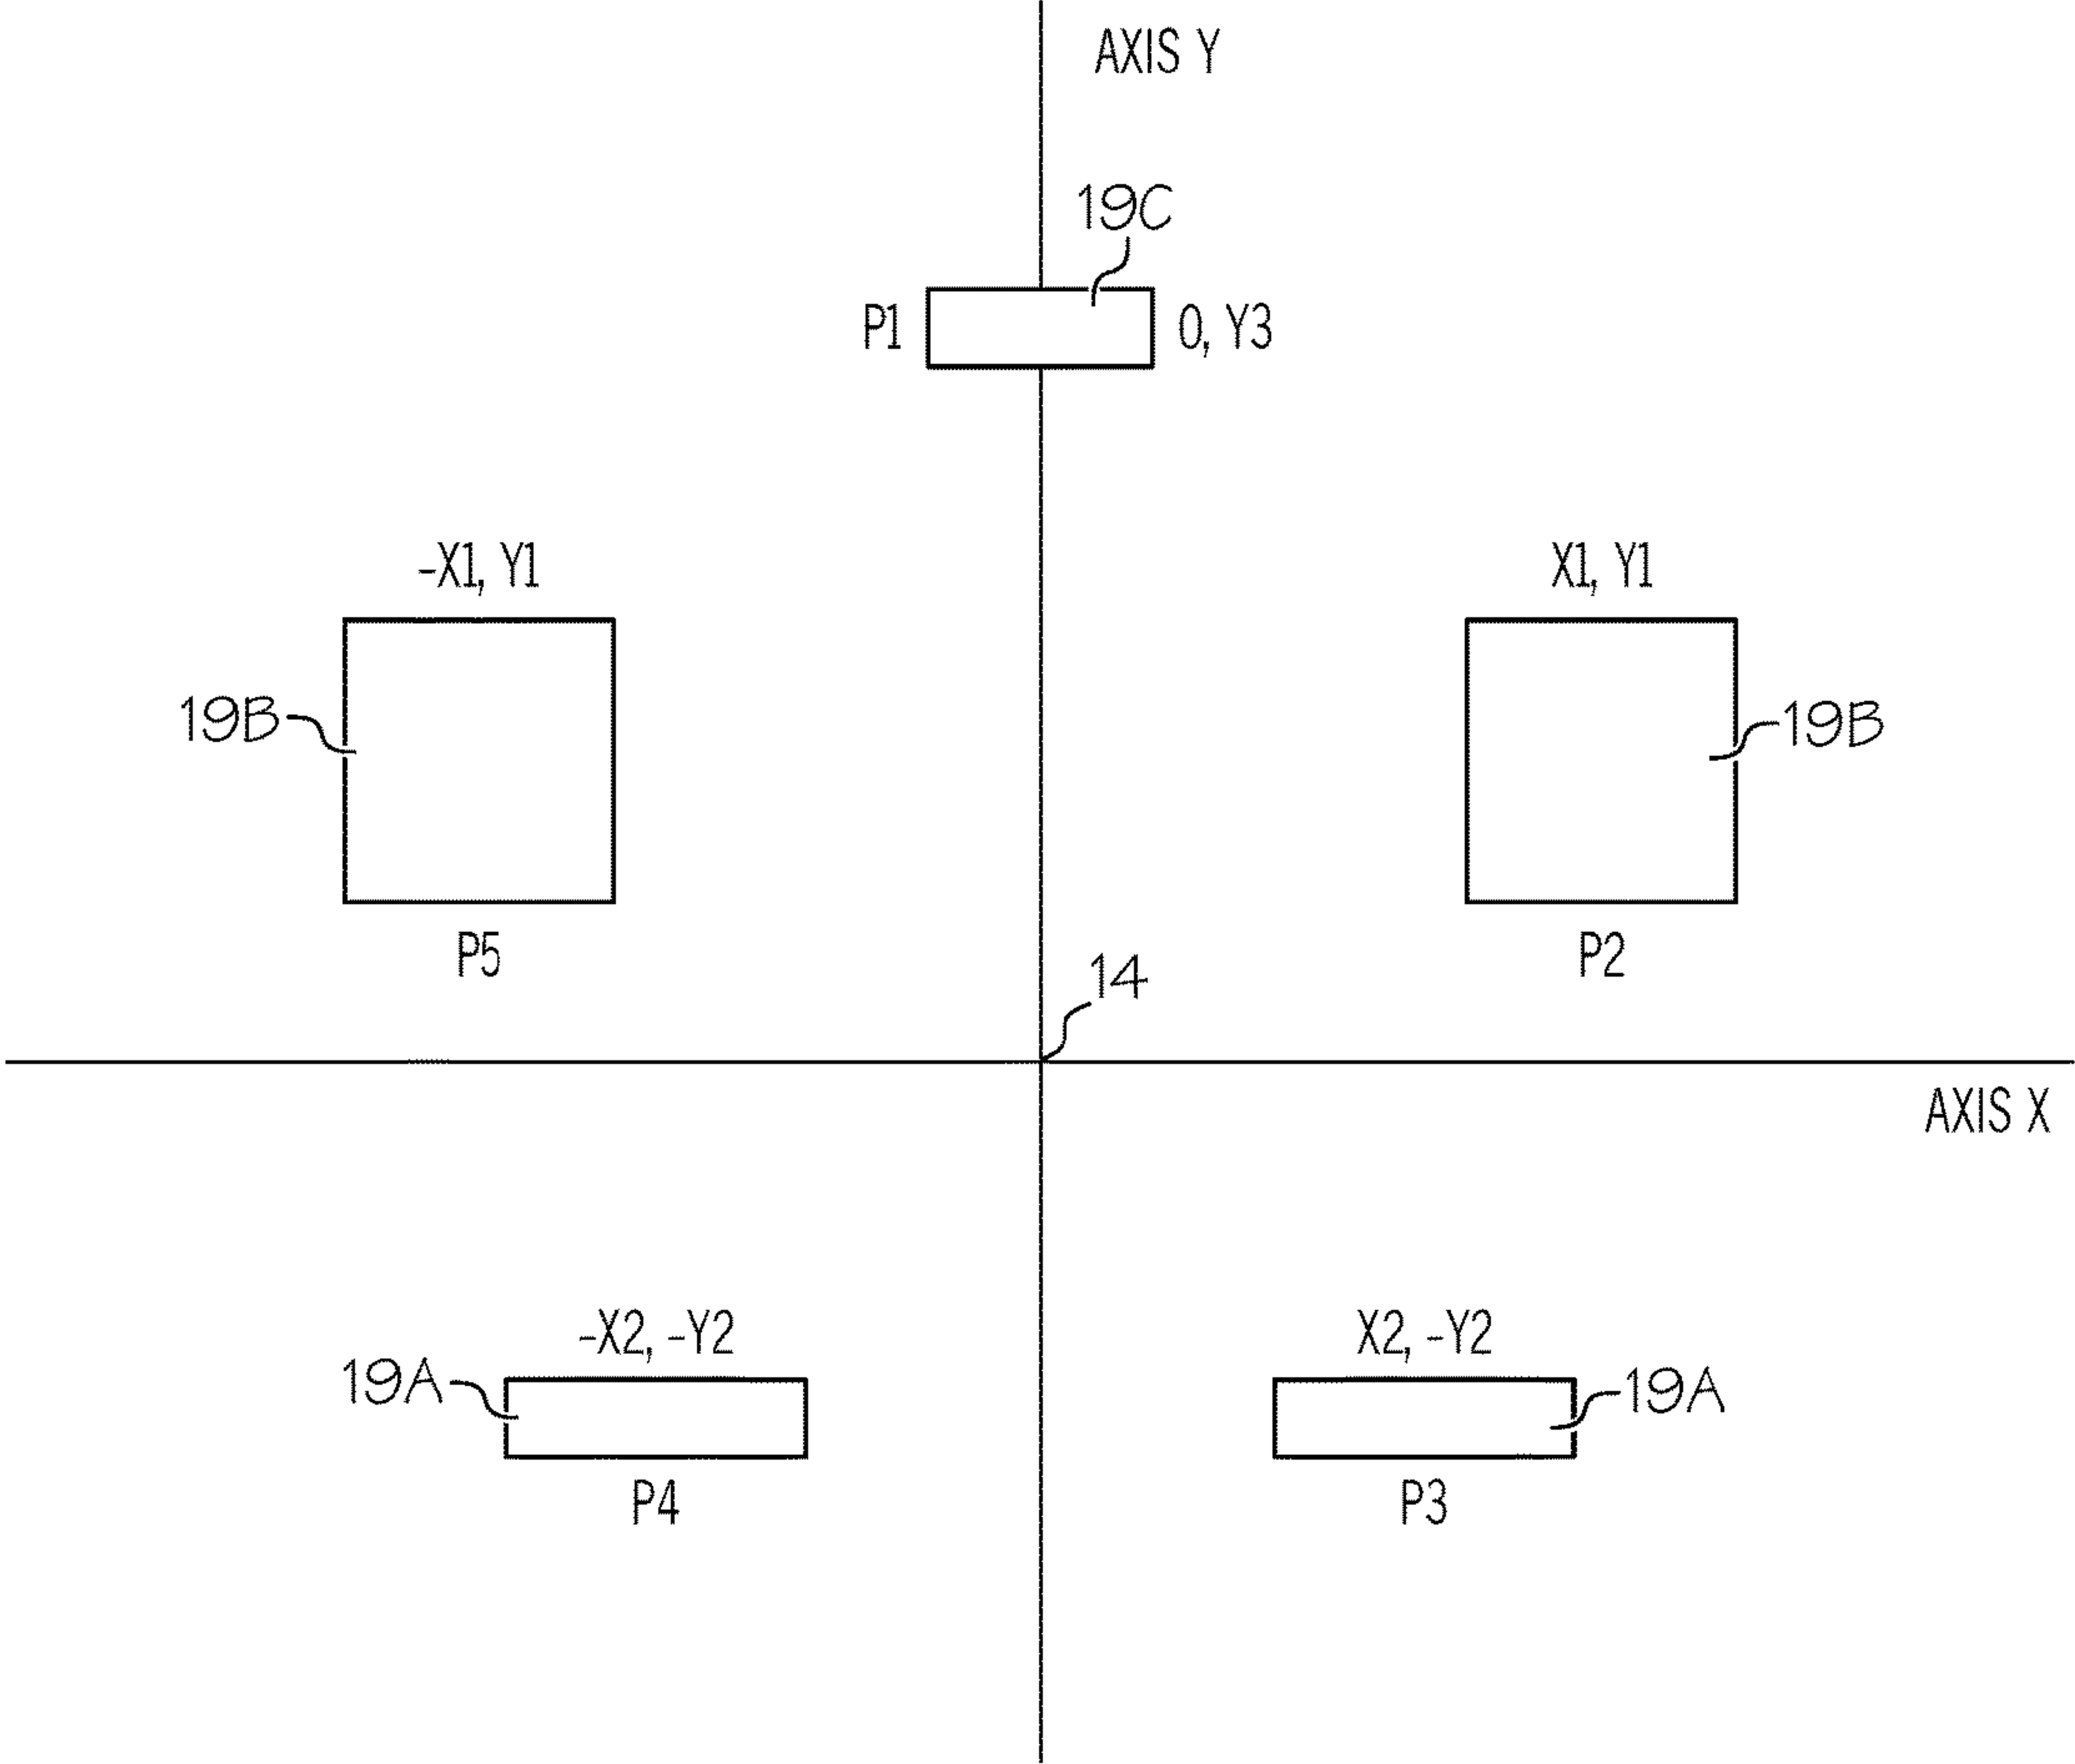 AXIS Y
19C
P1
0, Y3
-X1, Y1
X1, Y1
19B
19B
P5
P2
14
AXIS X
-X2, -Y2
X2, -Y2
19A
19A
P4
P3